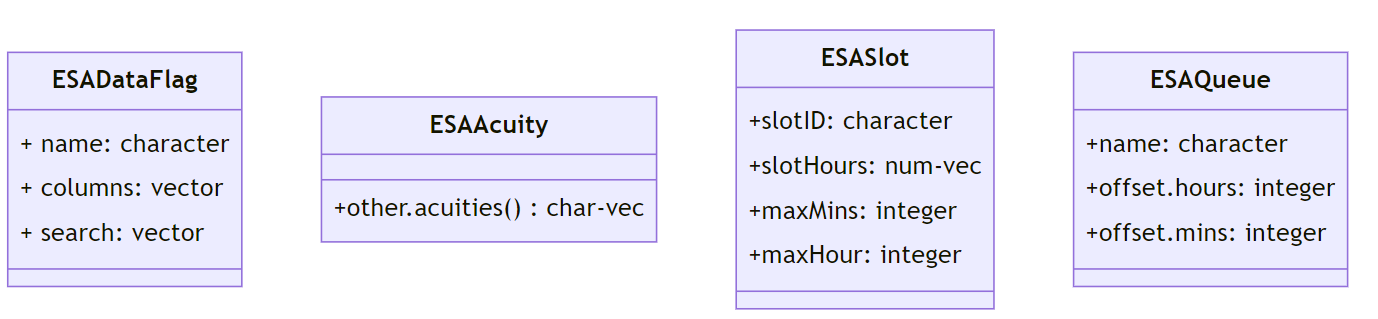 ESADataFlag
+ name: character
+ columns: vector
+ search: vector
ESAAcuity
+other.acuities() : char-vec
ESASlot
+slotID: character
+slotHours: num-vec
+maxMins: integer
+maxHour: integer
ESAQueue
+name: character
+offset.hours: integer
+offset.mins: integer